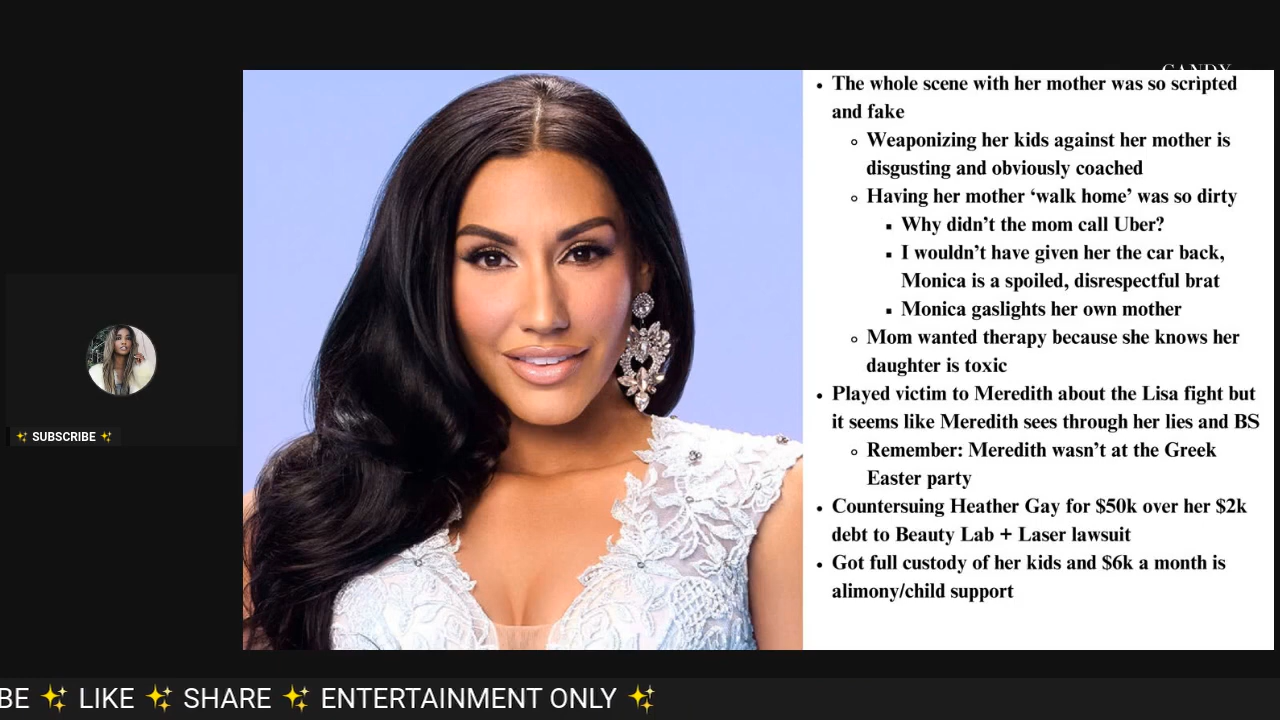 • The whole scene with her mother was so scripted
and fake
◦ Weaponizing her kids against her mother is
disgusting and obviously coached
◦ Having her mother ‘walk home’ was so dirty
▪ Why didn’t the mom call Uber?
▪ I wouldn’t have given her the car back,
Monica is a spoiled, disrespectful brat
▪ Monica gaslights her own mother
◦ Mom wanted therapy because she knows her
daughter is toxic
• Played victim to Meredith about the Lisa fight but
it seems like Meredith sees through her lies and BS
◦ Remember: Meredith wasn’t at the Greek
Easter party
• Countersuing Heather Gay for $50k over her $2k
debt to Beauty Lab + Laser lawsuit
• Got full custody of her kids and $6k a month is
alimony/child support
✨ SUBSCRIBE ✨
BE ✨ LIKE ✨ SHARE ✨ ENTERTAINMENT ONLY ✨